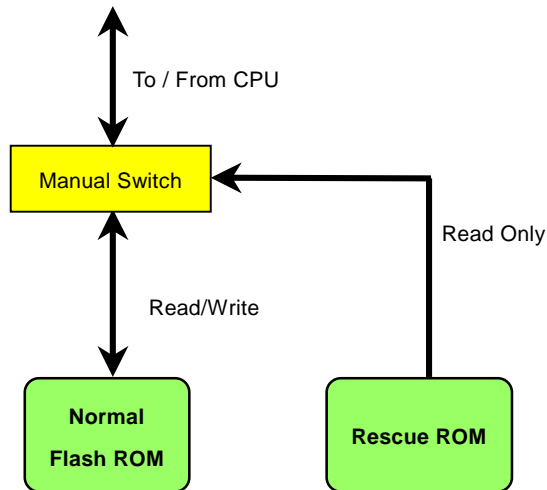 To / From CPU
Manual Switch
Read Only
Read/Write
Normal
Flash ROM
Rescue ROM